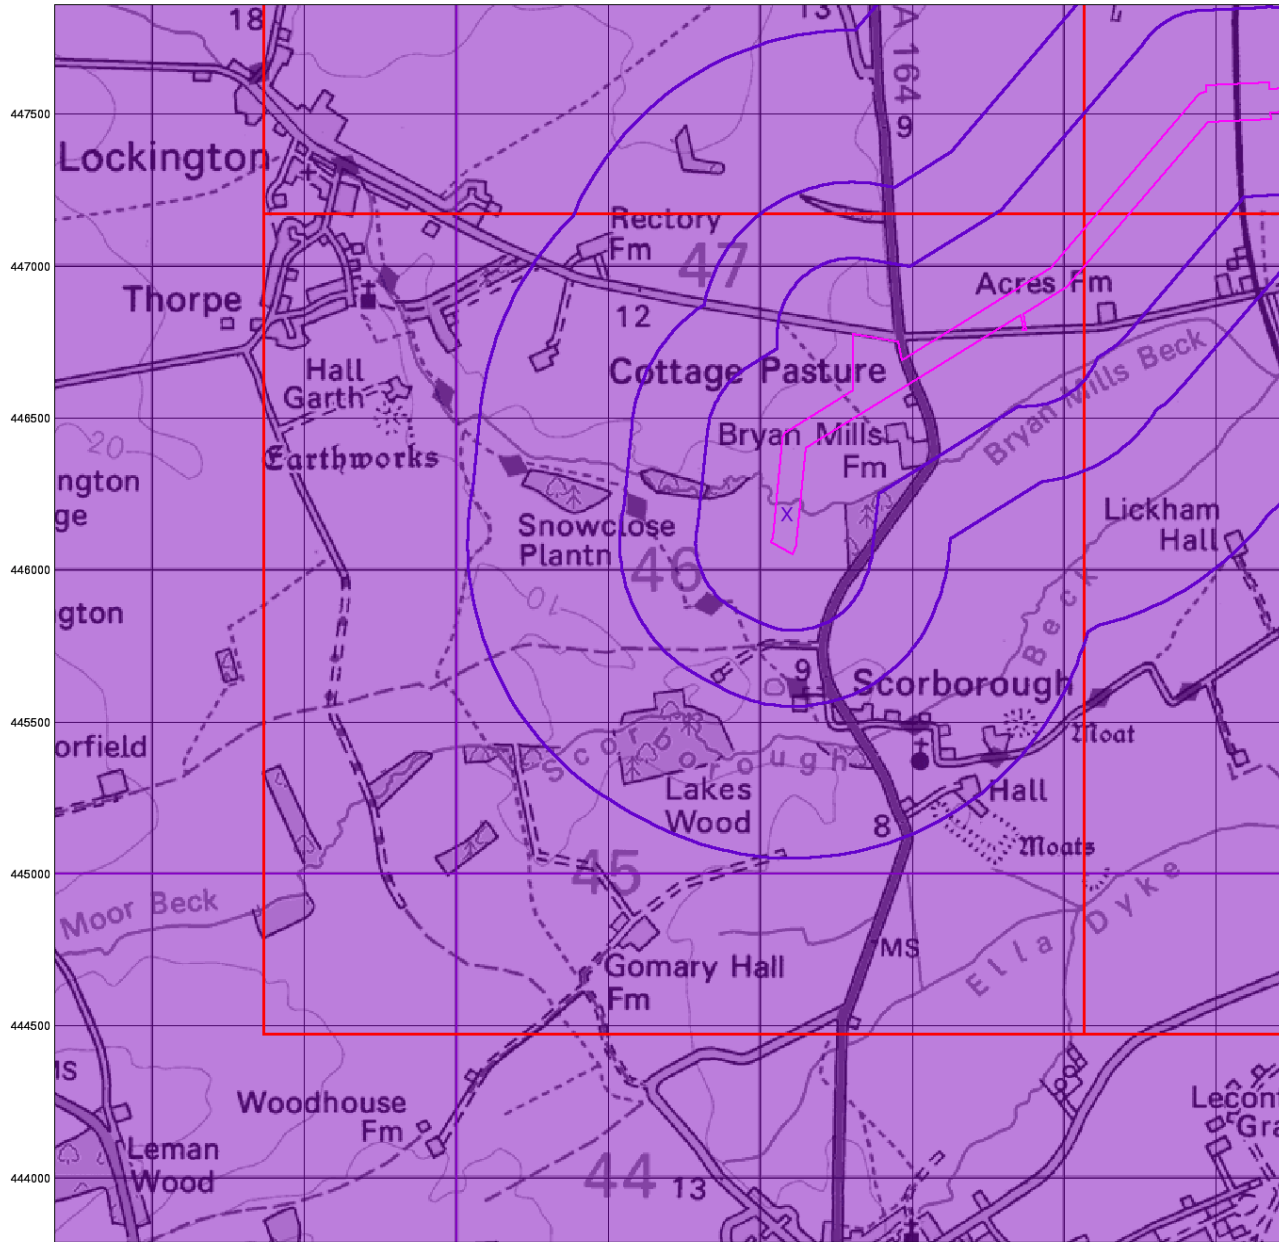 18
13
A 164
447500
9
Lockington
Rectory
Fm
47
447000
Acres Fm
Thorpe
12
Hall
Garth
Cottage Pasture
Bryan Mills Beck
446500
20
Bryan Mills
Fm
Earthworks
ngton
ge
Snowclose
Plantn
Lickham
Hall
X
446000
46
10
gton
Beck
9
D
Scorborough
445500
Moat
orfield
Scorborough
Lakes
Wood
Hall
8
Moats
445000
45
Moor Beck
Ella Dyke
MS
Gomary Hall
Fm
444500
MS
Woodhouse
Fm
Lecon
Gra
Leman
Wood
444000
44
13